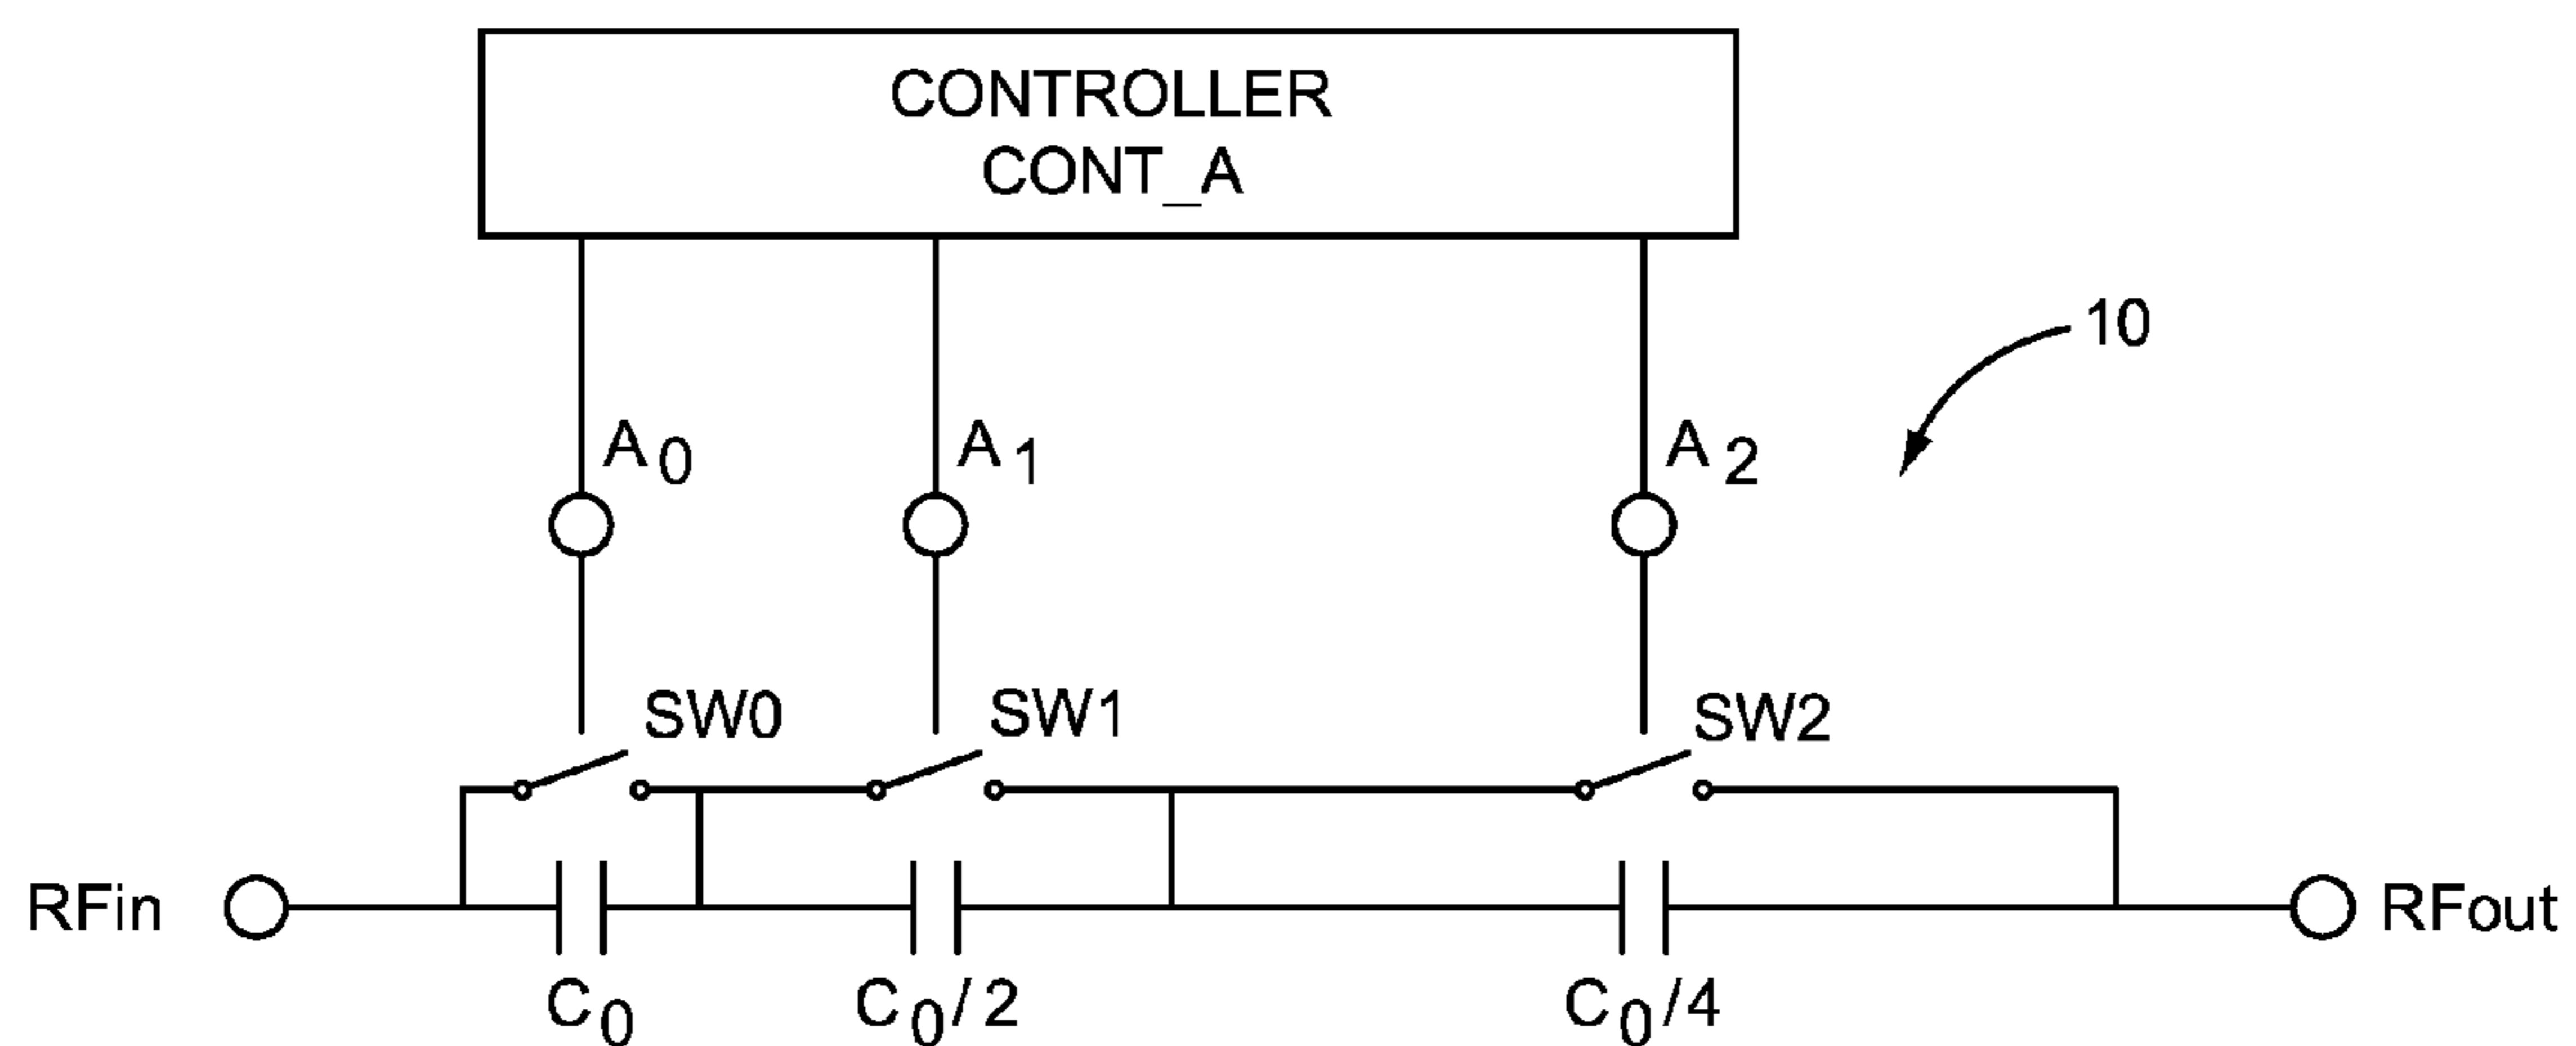 CONTROLLER
CONT_A
10
A0
A1
A2
SW0
SW1
SW2
RFin
RFout
C0
C0/2
C0/4